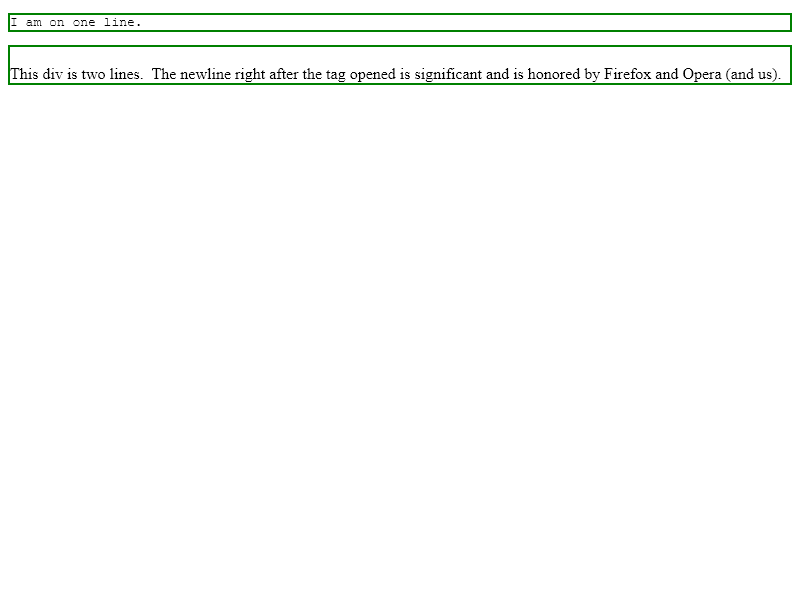 I am on one line.
This div is two lines.  The newline right after the tag opened is significant and is honored by Firefox and Opera (and us).